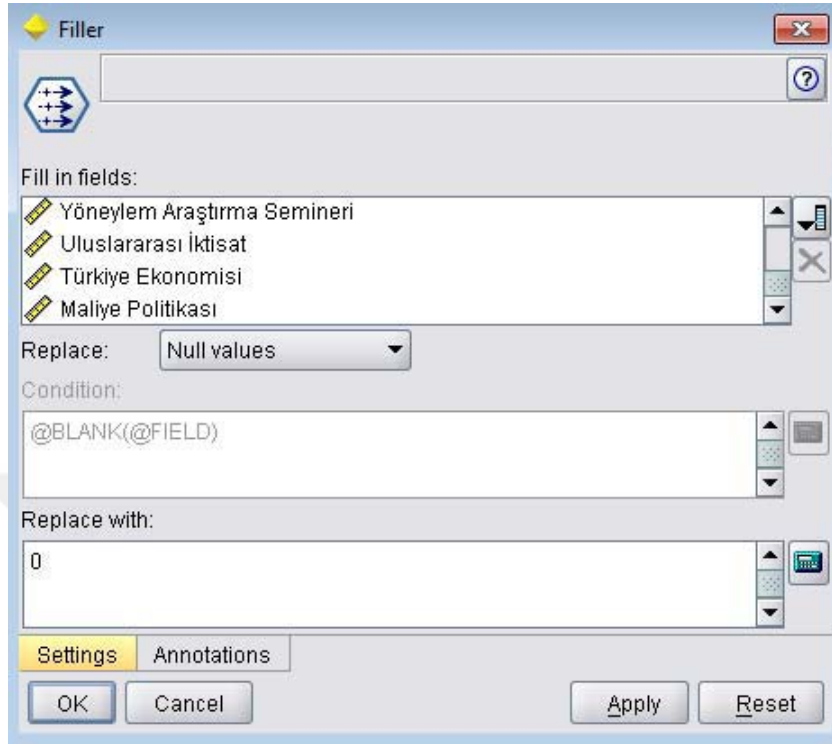 Filler
Fill in fields:
Yöneylem Araştırma Semineri
Uluslararası İktisat
Türkiye Ekonomisi
Maliye Politikası
Replace: Null values
Condition:
@BLANK(@FIELD)
Replace with:
0
Settings Annotations
OK Cancel Apply Reset